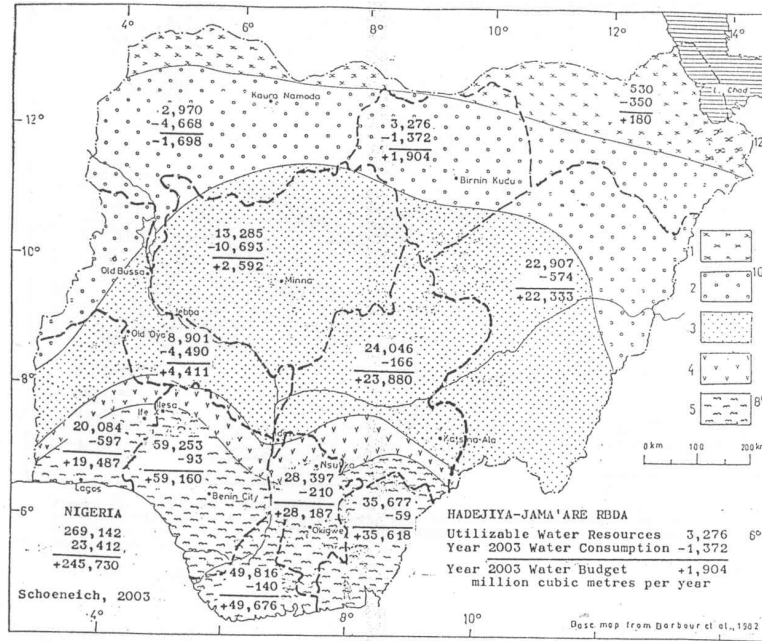 4°
6°
8°
10°
12°
14°
Kaura Namoda
L. Chad
530
-350
+180
12°
2,970
-4,668
-1,698
3,276
-1,372
+1,904
Birnin Kudu
10°
13,285
-10,693
+2,592
Old Bussa
Minna
22,907
-574
+22,333
1
2
10
3
4
5
8°
Jebba
Old Oyo
8,901
-4,490
+4,411
24,046
-166
+23,880
8°
Ilesa
Ife
Katsina-Ala
0 km
100
200 km
20,084
-597
+19,487
59,253
-93
+59,160
Nsukka
28,397
-210
+28,187
35,677
-59
+35,618
Lagos
Benin City
Okigwe
6°
NIGERIA
269,142
23,412
+245,730
HADEJIYA-JAMA'ARE RBDA
Utilizable Water Resources 3,276
6°
Year 2003 Water Consumption -1,372
Year 2003 Water Budget +1,904
million cubic metres per year
49,816
-140
+49,676
Schoeneich, 2003
4°
8°
10°
Base map from Barbour et al., 1982